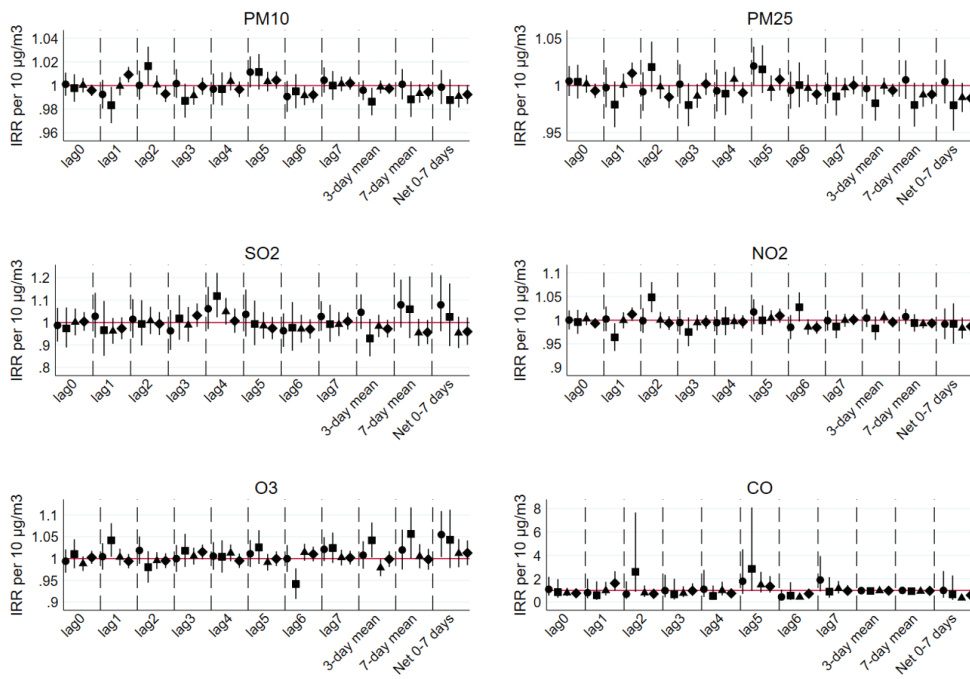 PM10
IRR per 10 µg/m3
1.04
1.02
1
.98
.96
lag0
lag1
lag2
lag3
lag4
lag5
lag6
lag7
3-day mean
7-day mean
Net 0-7 days
PM25
IRR per 10 µg/m3
1.05
1
.95
lag0
lag1
lag2
lag3
lag4
lag5
lag6
lag7
3-day mean
7-day mean
Net 0-7 days
SO2
IRR per 10 µg/m3
1.2
1.1
1
.9
.8
lag0
lag1
lag2
lag3
lag4
lag5
lag6
lag7
3-day mean
7-day mean
Net 0-7 days
NO2
IRR per 10 µg/m3
1.1
1.05
1
.95
.9
lag0
lag1
lag2
lag3
lag4
lag5
lag6
lag7
3-day mean
7-day mean
Net 0-7 days
O3
IRR per 10 µg/m3
1.1
1.05
1
.95
.9
lag0
lag1
lag2
lag3
lag4
lag5
lag6
lag7
3-day mean
7-day mean
Net 0-7 days
CO
IRR per 10 µg/m3
8
6
4
2
0
lag0
lag1
lag2
lag3
lag4
lag5
lag6
lag7
3-day mean
7-day mean
Net 0-7 days